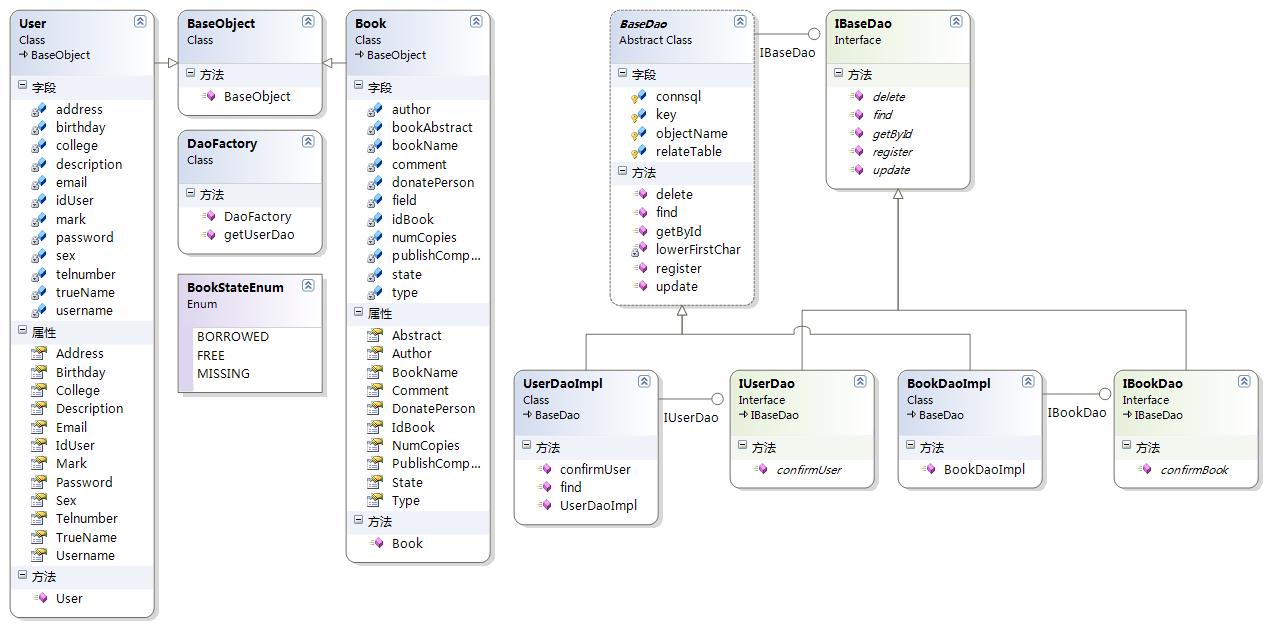 User
Class
BaseObject
字段
address
birthday
college
description
email
idUser
mark
password
sex
telnumber
trueName
username
属性
Address
Birthday
College
Description
Email
IdUser
Mark
Password
Sex
Telnumber
TrueName
Username
方法
User
BaseObject
Class
方法
BaseObject
DaoFactory
Class
方法
DaoFactory
getUserDao
BookStateEnum
Enum
BORROWED
FREE
MISSING
Book
Class
BaseObject
字段
author
bookAbstract
bookName
comment
donatePerson
field
idBook
numCopies
publishComp...
state
type
属性
Abstract
Author
BookName
Comment
DonatePerson
IdBook
NumCopies
PublishComp...
State
Type
方法
Book
BaseDao
Abstract Class
字段
connsql
key
objectName
relateTable
方法
delete
find
getById
lowerFirstChar
register
update
IBaseDao
IBaseDao
Interface
方法
delete
find
getById
register
update
UserDaoImpl
Class
BaseDao
方法
confirmUser
find
UserDaoImpl
IUserDao
IUserDao
Interface
IBaseDao
方法
confirmUser
BookDaoImpl
Class
BaseDao
方法
BookDaoImpl
IBookDao
IBookDao
Interface
IBaseDao
方法
confirmBook